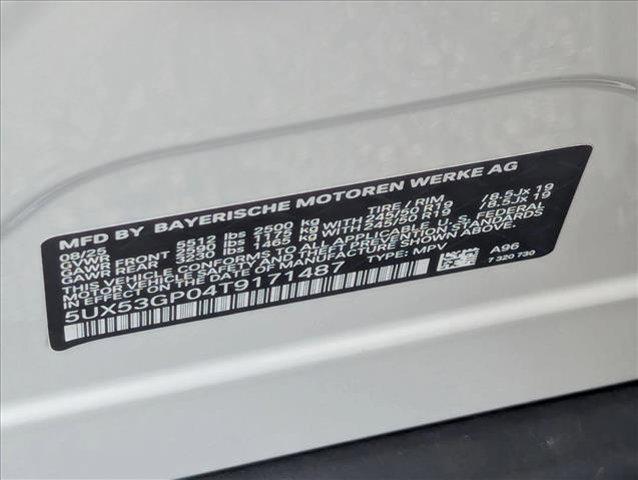 MFD BY BAYERISCHE MOTOREN WERKE AG
08/25 TIRE / RIM
GVWR 5512 lbs 2500 kg
GAWR FRONT 2590 lbs 1175 kg WITH 245/50 R19 /8.5Jx 19
GAWR REAR 3230 lbs 1465 kg WITH 245/50 R19 /8.5Jx 19
THIS VEHICLE CONFORMS TO ALL APPLICABLE U.S. FEDERAL
MOTOR VEHICLE SAFETY STANDARDS IN EFFECT
ON THE DATE OF MANUFACTURE SHOWN ABOVE.
5UX53GP04T9171487 TYPE: MPV A96
7 320 730